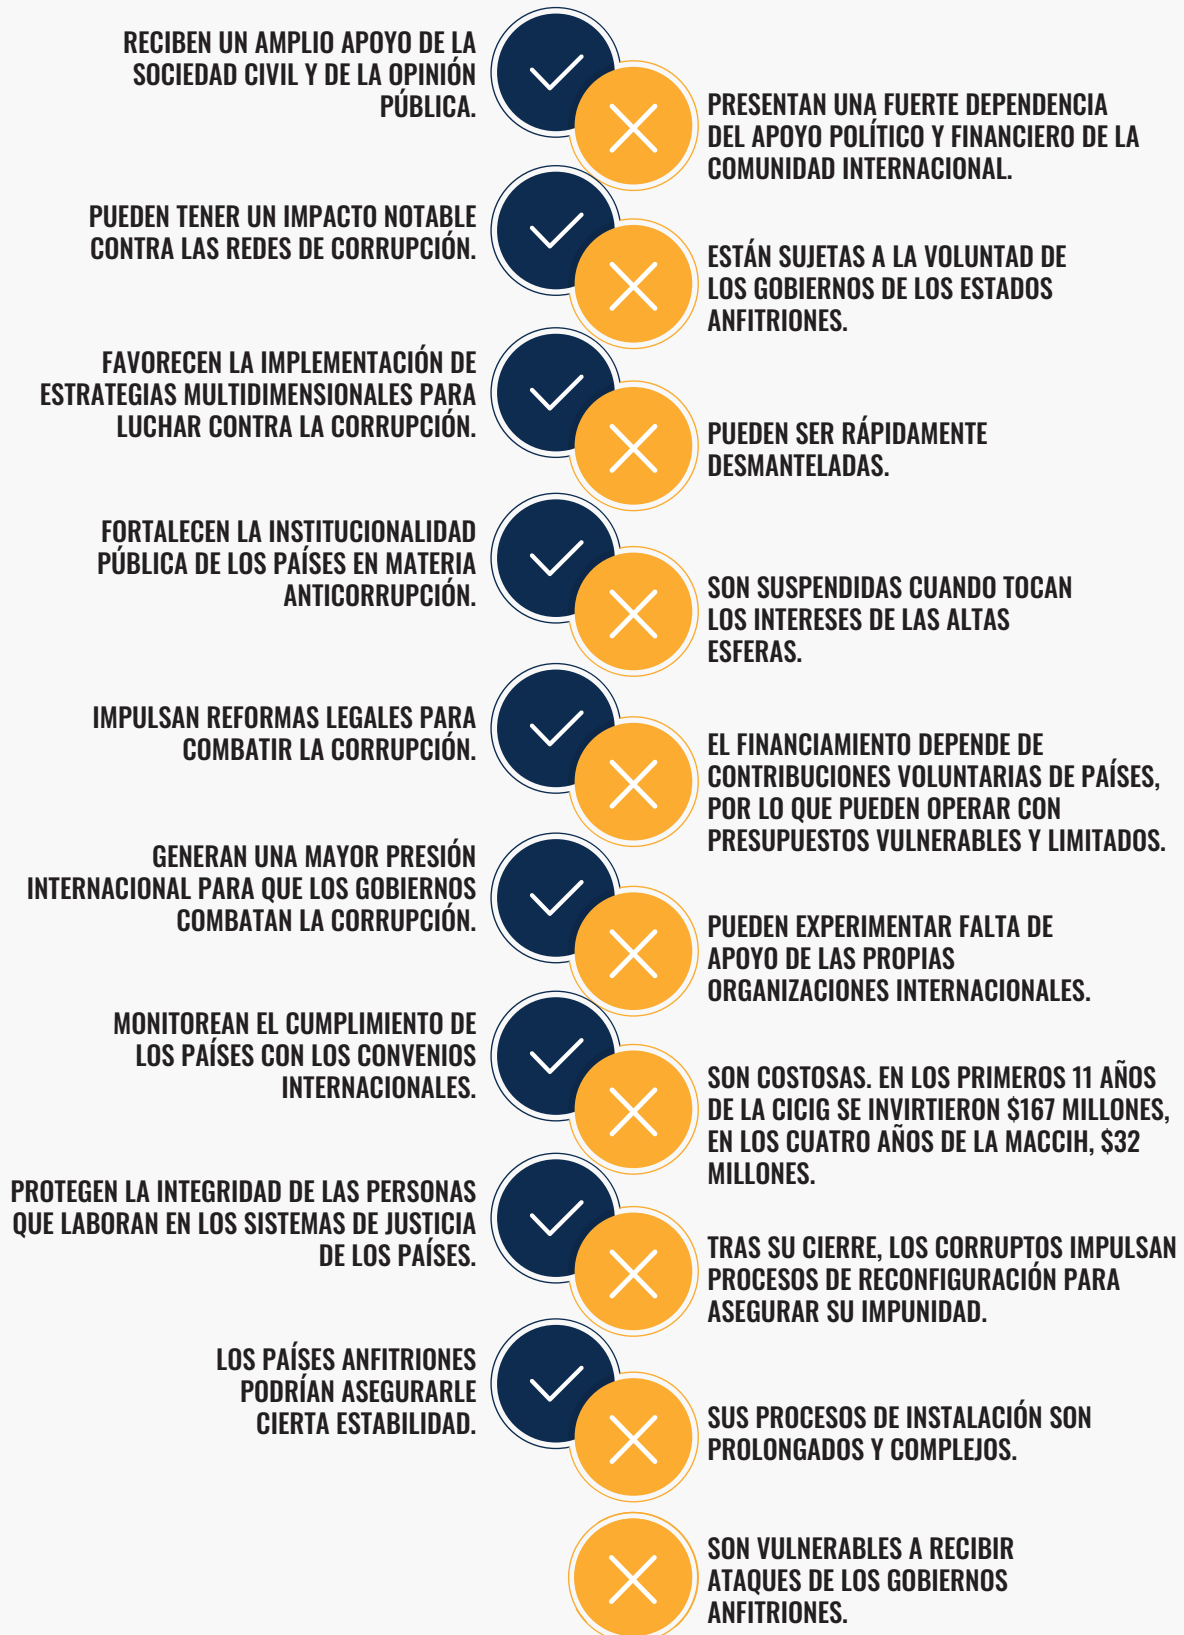 RECIBEN UN AMPLIO APOYO DE LA
SOCIEDAD CIVIL Y DE LA OPINIÓN
PÚBLICA.
PRESENTAN UNA FUERTE DEPENDENCIA
DEL APOYO POLÍTICO Y FINANCIERO DE LA
COMUNIDAD INTERNACIONAL.
PUEDEN TENER UN IMPACTO NOTABLE
CONTRA LAS REDES DE CORRUPCIÓN.
ESTÁN SUJETAS A LA VOLUNTAD DE
LOS GOBIERNOS DE LOS ESTADOS
ANFITRIONES.
FAVORECEN LA IMPLEMENTACIÓN DE
ESTRATEGIAS MULTIDIMENSIONALES PARA
LUCHAR CONTRA LA CORRUPCIÓN.
PUEDEN SER RÁPIDAMENTE
DESMANTELADAS.
FORTALECEN LA INSTITUCIONALIDAD
PÚBLICA DE LOS PAÍSES EN MATERIA
ANTICORRUPCIÓN.
SON SUSPENDIDAS CUANDO TOCAN
LOS INTERESES DE LAS ALTAS
ESFERAS.
IMPULSAN REFORMAS LEGALES PARA
COMBATIR LA CORRUPCIÓN.
EL FINANCIAMIENTO DEPENDE DE
CONTRIBUCIONES VOLUNTARIAS DE PAÍSES,
POR LO QUE PUEDEN OPERAR CON
PRESUPUESTOS VULNERABLES Y LIMITADOS.
GENERAN UNA MAYOR PRESIÓN
INTERNACIONAL PARA QUE LOS GOBIERNOS
COMBATAN LA CORRUPCIÓN.
PUEDEN EXPERIMENTAR FALTA DE
APOYO DE LAS PROPIAS
ORGANIZACIONES INTERNACIONALES.
MONITOREAN EL CUMPLIMIENTO DE
LOS PAÍSES CON LOS CONVENIOS
INTERNACIONALES.
SON COSTOSAS. EN LOS PRIMEROS 11 AÑOS
DE LA CICIG SE INVIRTIERON $167 MILLONES,
EN LOS CUATRO AÑOS DE LA MACCIH, $32
MILLONES.
PROTEGEN LA INTEGRIDAD DE LAS PERSONAS
QUE LABORAN EN LOS SISTEMAS DE JUSTICIA
DE LOS PAÍSES.
TRAS SU CIERRE, LOS CORRUPTOS IMPULSAN
PROCESOS DE RECONFIGURACIÓN PARA
ASEGURAR SU IMPUNIDAD.
LOS PAÍSES ANFITRIONES
PODRÍAN ASEGURARLE
CIERTA ESTABILIDAD.
SUS PROCESOS DE INSTALACIÓN SON
PROLONGADOS Y COMPLEJOS.
SON VULNERABLES A RECIBIR
ATAQUES DE LOS GOBIERNOS
ANFITRIONES.